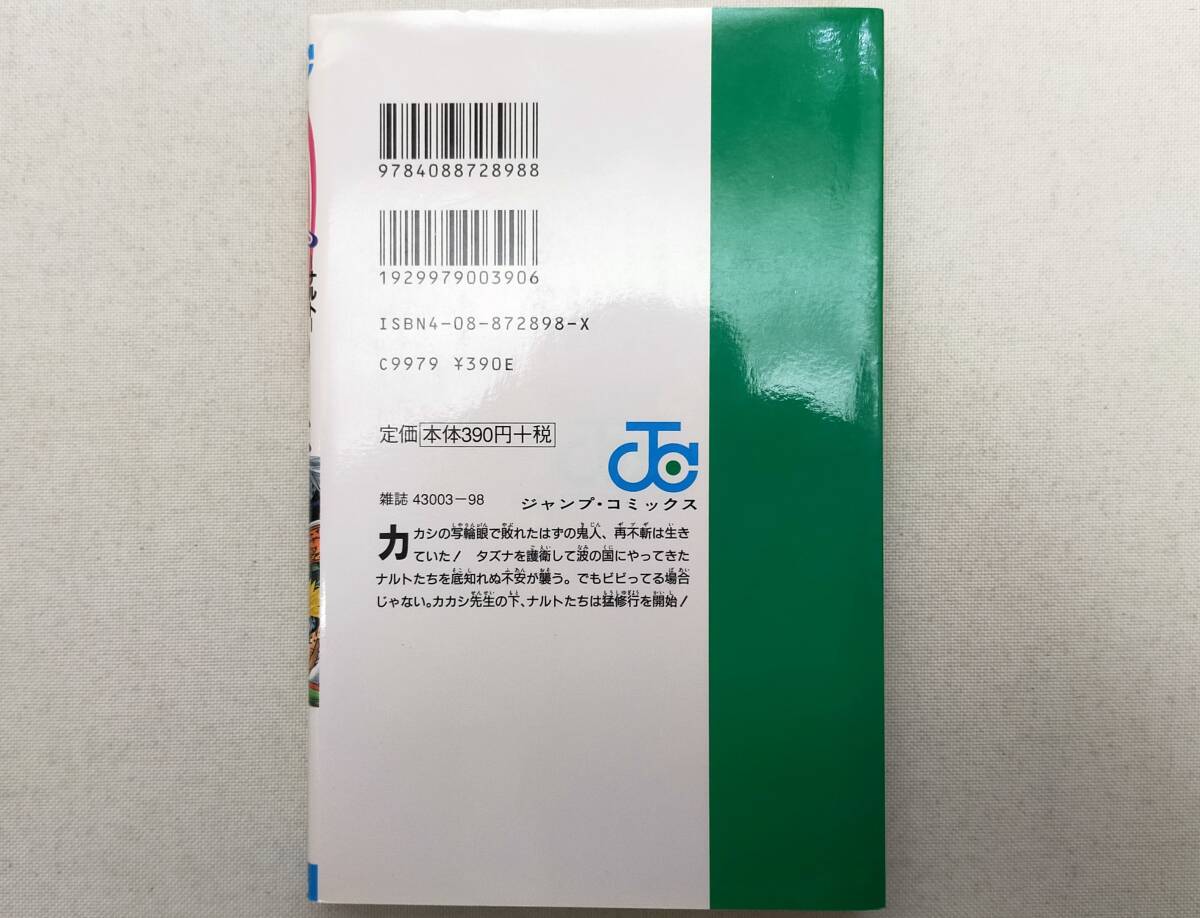 9784088728988
1929979003906
ISBN4-08-872898-X
C9979 ¥390E
定価 本体390円+税
雑誌 43003-98
ジャンプ・コミックス
カカシの写輪眼で敗れたはずの鬼人、再不斬は生き
ていた! タズナを護衛して波の国にやってきた
ナルトたちを底知れぬ不安が襲う。でもビビってる場合
じゃない。カカシ先生の下、ナルトたちは猛修行を開始!
ナルト